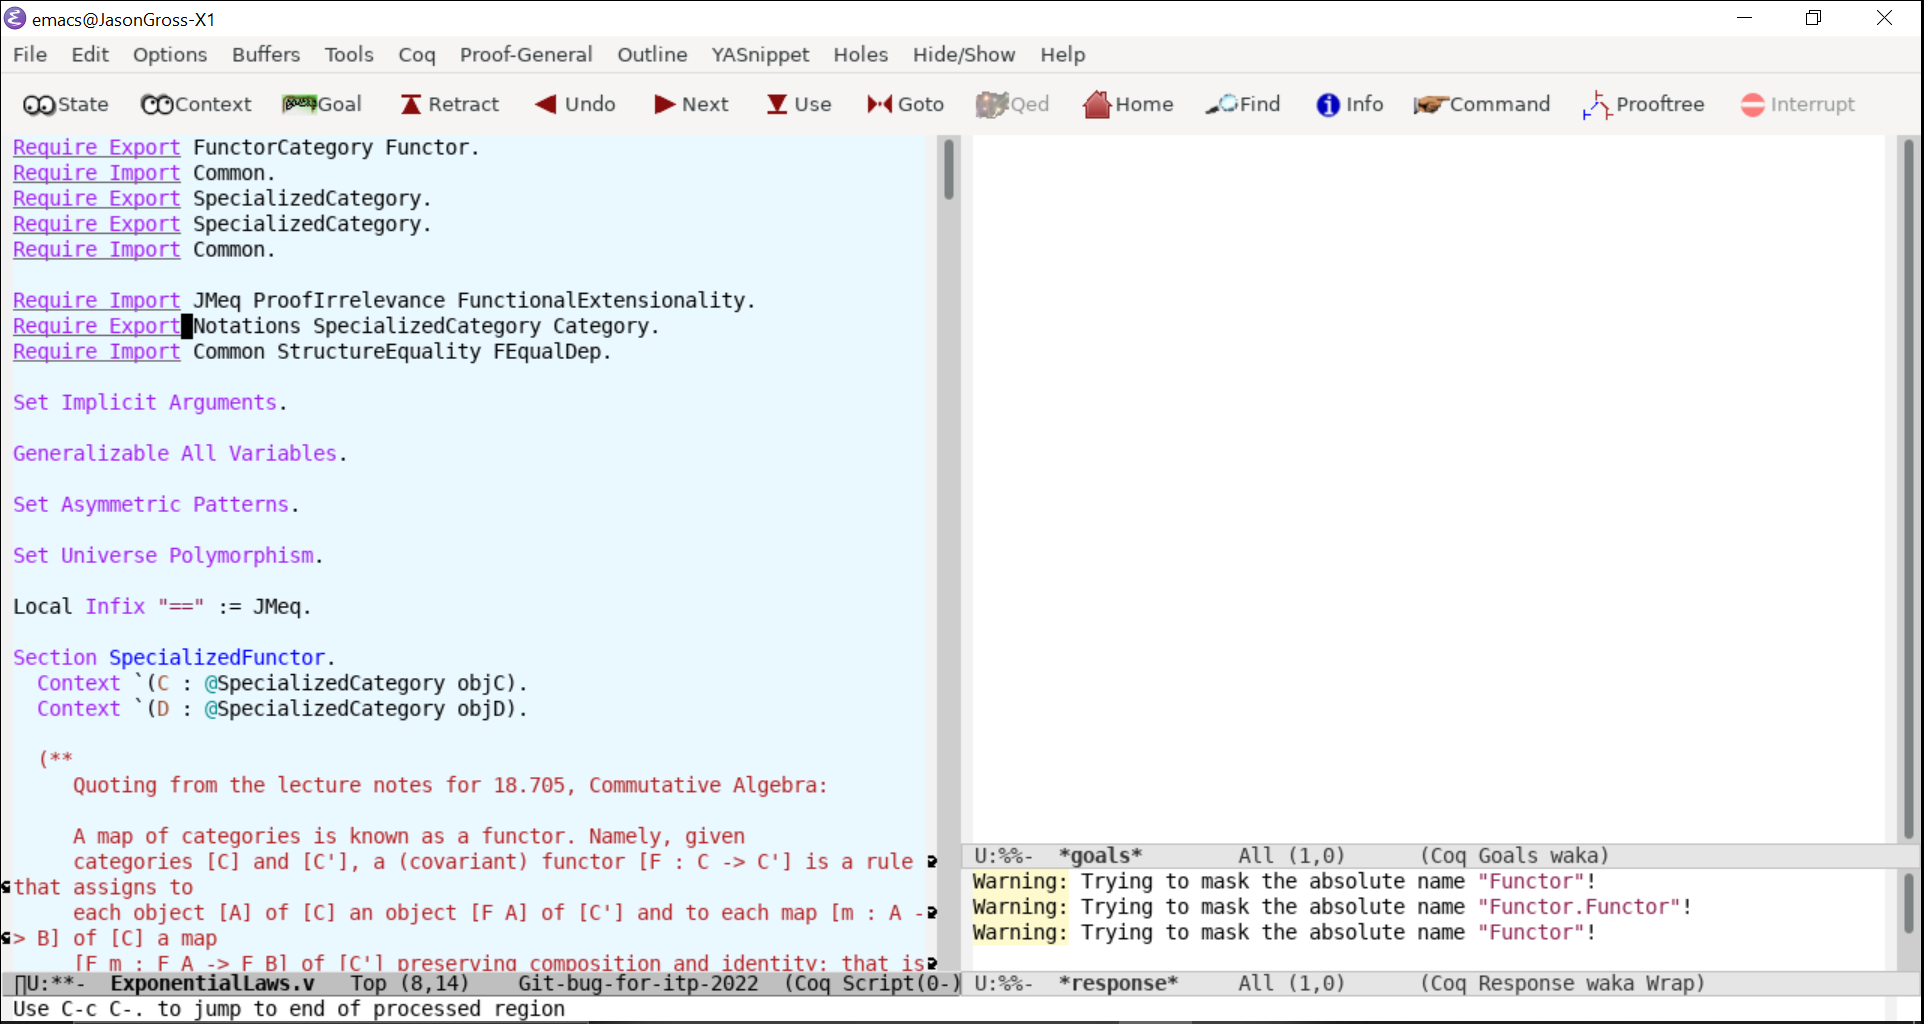 emacs@JasonGross-X1
File Edit Options Buffers Tools Coq Proof-General Outline YASnippet Holes Hide/Show Help
State Context Goal Retract Undo Next Use Goto Qed Home Find Info Command Prooftree Interrupt
Require Export FunctorCategory Functor.
Require Import Common.
Require Export SpecializedCategory.
Require Export SpecializedCategory.
Require Import Common.
Require Import JMeq ProofIrrelevance FunctionalExtensionality.
Require Export Notations SpecializedCategory Category.
Require Import Common StructureEquality FEqualDep.
Set Implicit Arguments.
Generalizable All Variables.
Set Asymmetric Patterns.
Set Universe Polymorphism.
Local Infix "==" := JMeq.
Section SpecializedFunctor.
Context `(C : @SpecializedCategory objC).
Context `(D : @SpecializedCategory objD).
(**
Quoting from the lecture notes for 18.705, Commutative Algebra:
A map of categories is known as a functor. Namely, given
categories [C] and [C'], a (covariant) functor [F : C -> C'] is a rule
that assigns to
each object [A] of [C] an object [F A] of [C'] and to each map [m : A -
> B] of [C] a map
[F m : F A -> F B] of [C'] preserving composition and identity; that is
U:**- ExponentialLaws.v Top (8,14) Git-bug-for-itp-2022 (Coq Script(0-)
Use C-c C-. to jump to end of processed region
U:%%- *goals* All (1,0) (Coq Goals waka)
Warning: Trying to mask the absolute name "Functor"!
Warning: Trying to mask the absolute name "Functor.Functor"!
Warning: Trying to mask the absolute name "Functor"!
U:%%- *response* All (1,0) (Coq Response waka Wrap)